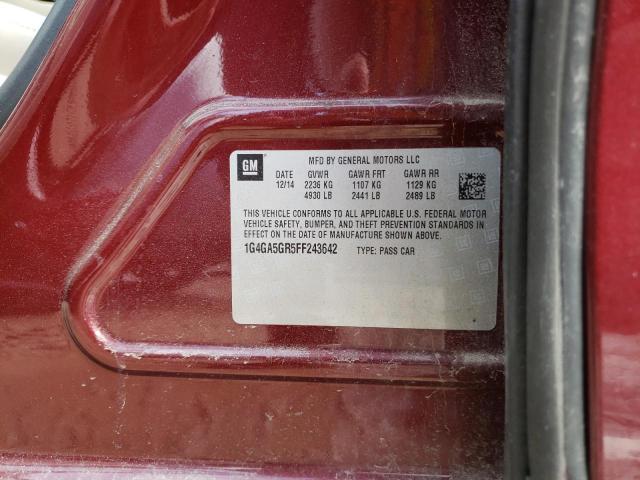 GM
MFD BY GENERAL MOTORS LLC
DATE GVWR GAWR FRT GAWR RR
12/14 2236 KG 1107 KG 1129 KG
4930 LB 2441 LB 2489 LB
THIS VEHICLE CONFORMS TO ALL APPLICABLE U.S. FEDERAL MOTOR
VEHICLE SAFETY, BUMPER, AND THEFT PREVENTION STANDARDS IN
EFFECT ON THE DATE OF MANUFACTURE SHOWN ABOVE.
1G4GA5GR5FF243642 TYPE: PASS CAR